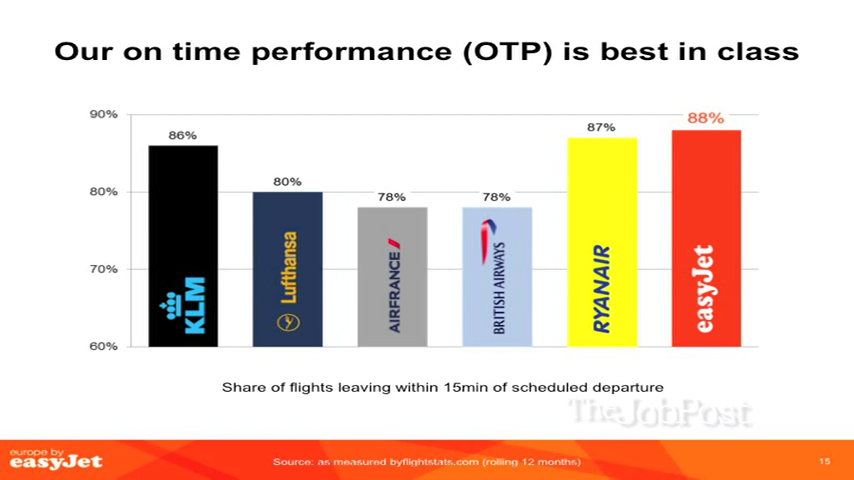 Our on time performance (OTP) is best in class
90%
80%
70%
60%
86%
80%
78%
78%
87%
88%
KLM
Lufthansa
AIRFRANCE
BRITISH AIRWAYS
RYANAIR
easyJet
Share of flights leaving within 15min of scheduled departure
TheJobPost
europe by
easyJet
Source: as measured byflightstats.com (rolling 12 months)
15